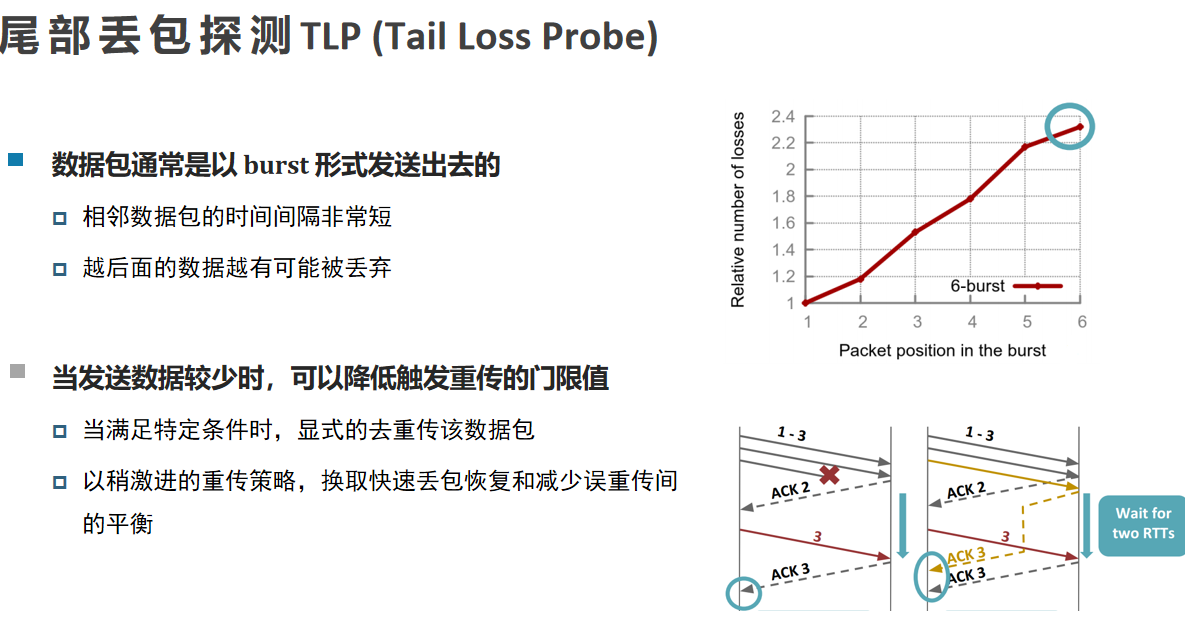 尾部丢包探测 TLP (Tail Loss Probe)
数据包通常是以 burst 形式发送出去的
相邻数据包的时间间隔非常短
越后面的数据越有可能被丢弃
当发送数据较少时，可以降低触发重传的门限值
当满足特定条件时，显式的去重传该数据包
以稍激进的重传策略，换取快速丢包恢复和减少误重传间
的平衡
Relative number of losses
2.4
2.2
2
1.8
1.6
1.4
1.2
1
6-burst
1 2 3 4 5 6
Packet position in the burst
1 - 3
ACK 2
3
ACK 3
1 - 3
ACK 2
3
ACK 3
ACK 3
Wait for
two RTTs